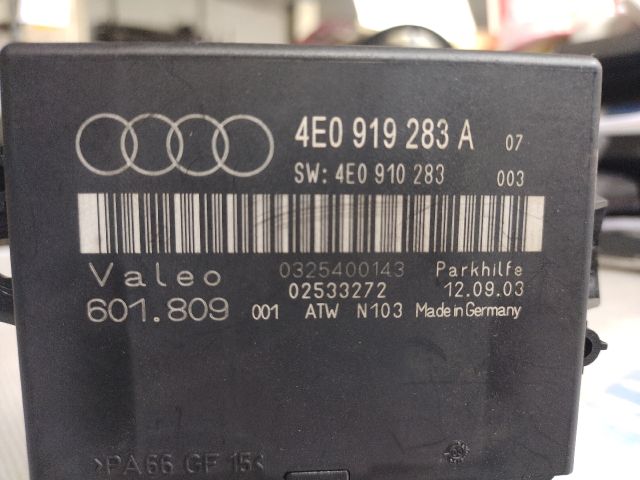 4E0 919 283 A 07
SW: 4E0 910 283 003
Valeo 0325400143 Parkhilfe
02533272 12.09.03
601.809 001 ATW N103 Made in Germany
>PA66 GF 15<